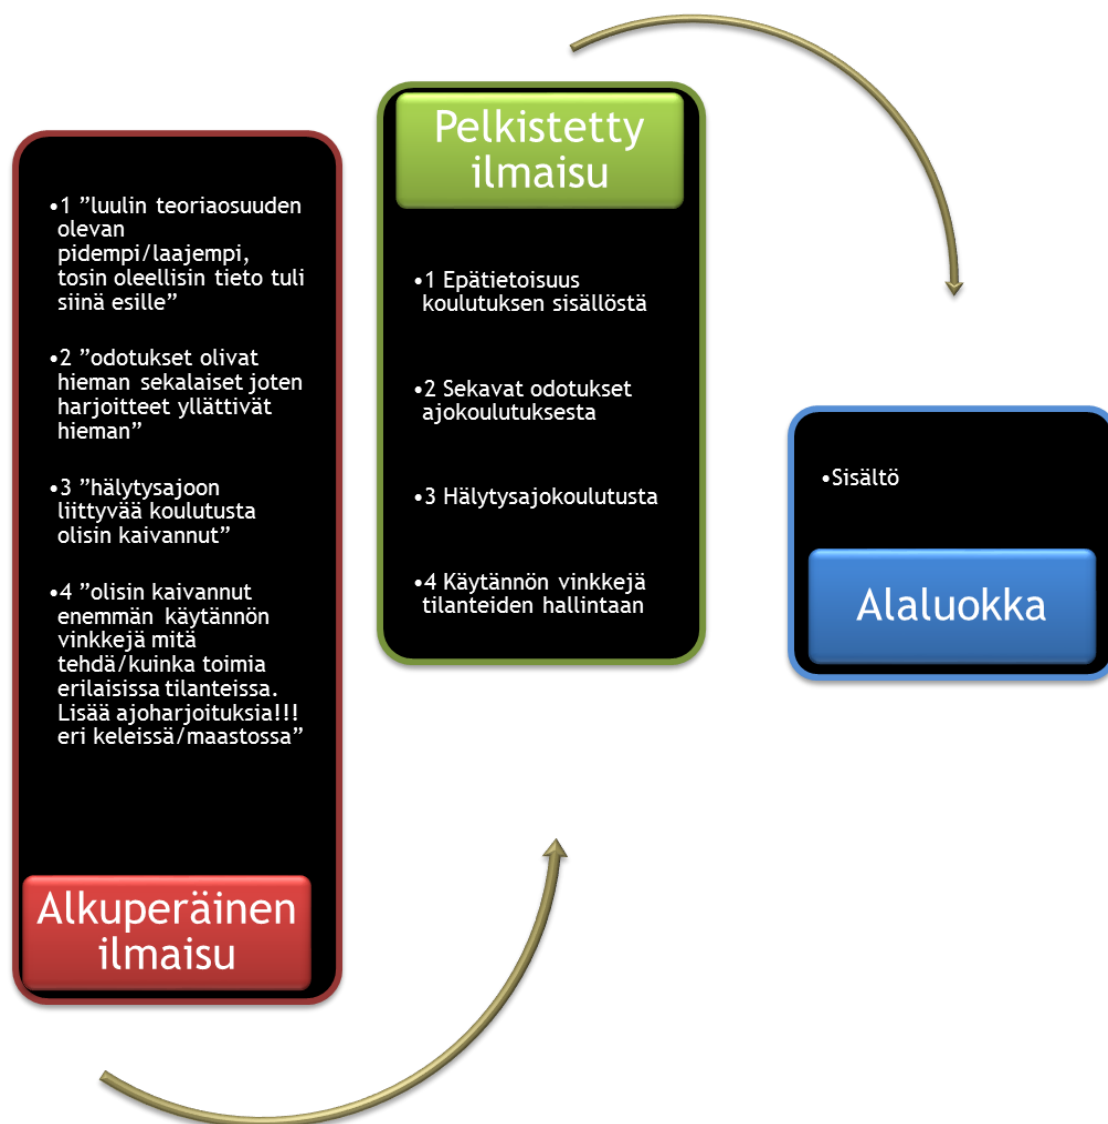 •1 ”luulin teoriaosuuden
olevan
pidempi/laajempi,
tosin oleellisin tieto tuli
siinä esille”
•2 ”odotukset olivat
hieman sekalaiset joten
harjoitteet yllättivät
hieman”
•3 ”hälytysajoon
liittyvää koulutusta
olisin kaivannut”
•4 ”olisin kaivannut
enemmän käytännön
vinkkejä mitä
tehdä/kuinka toimia
erilaisissa tilanteissa.
Lisää ajoharjoituksia!!!
eri keleissä/maastossa”
Alkuperäinen
ilmaisu
Pelkistetty
ilmaisu
•1 Epätietoisuus
koulutuksen sisällöstä
•2 Sekavat odotukset
ajokoulutuksesta
•3 Hälytysajokoulutusta
•4 Käytännön vinkkejä
tilanteiden hallintaan
•Sisältö
Alaluokka